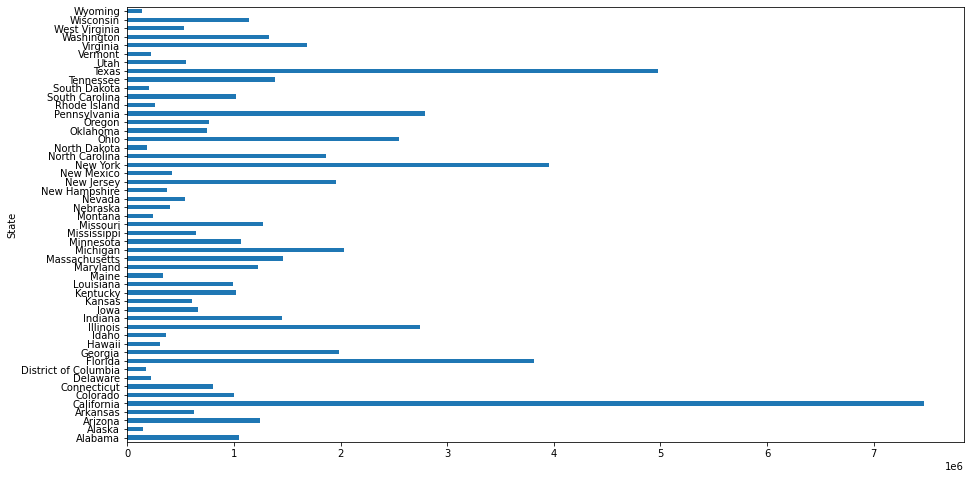 Wyoming
Wisconsin
West Virginia
Washington
Virginia
Vermont
Utah
Texas
Tennessee
South Dakota
South Carolina
Rhode Island
Pennsylvania
Oregon
Oklahoma
Ohio
North Dakota
North Carolina
New York
New Mexico
New Jersey
New Hampshire
Nevada
Nebraska
Montana
Missouri
Mississippi
Minnesota
Michigan
Massachusetts
Maryland
Maine
Louisiana
Kentucky
Kansas
Iowa
Indiana
Illinois
Idaho
Hawaii
Georgia
Florida
District of Columbia
Delaware
Connecticut
Colorado
California
Arkansas
Arizona
Alaska
Alabama
State
0 1 2 3 4 5 6 7
1e6